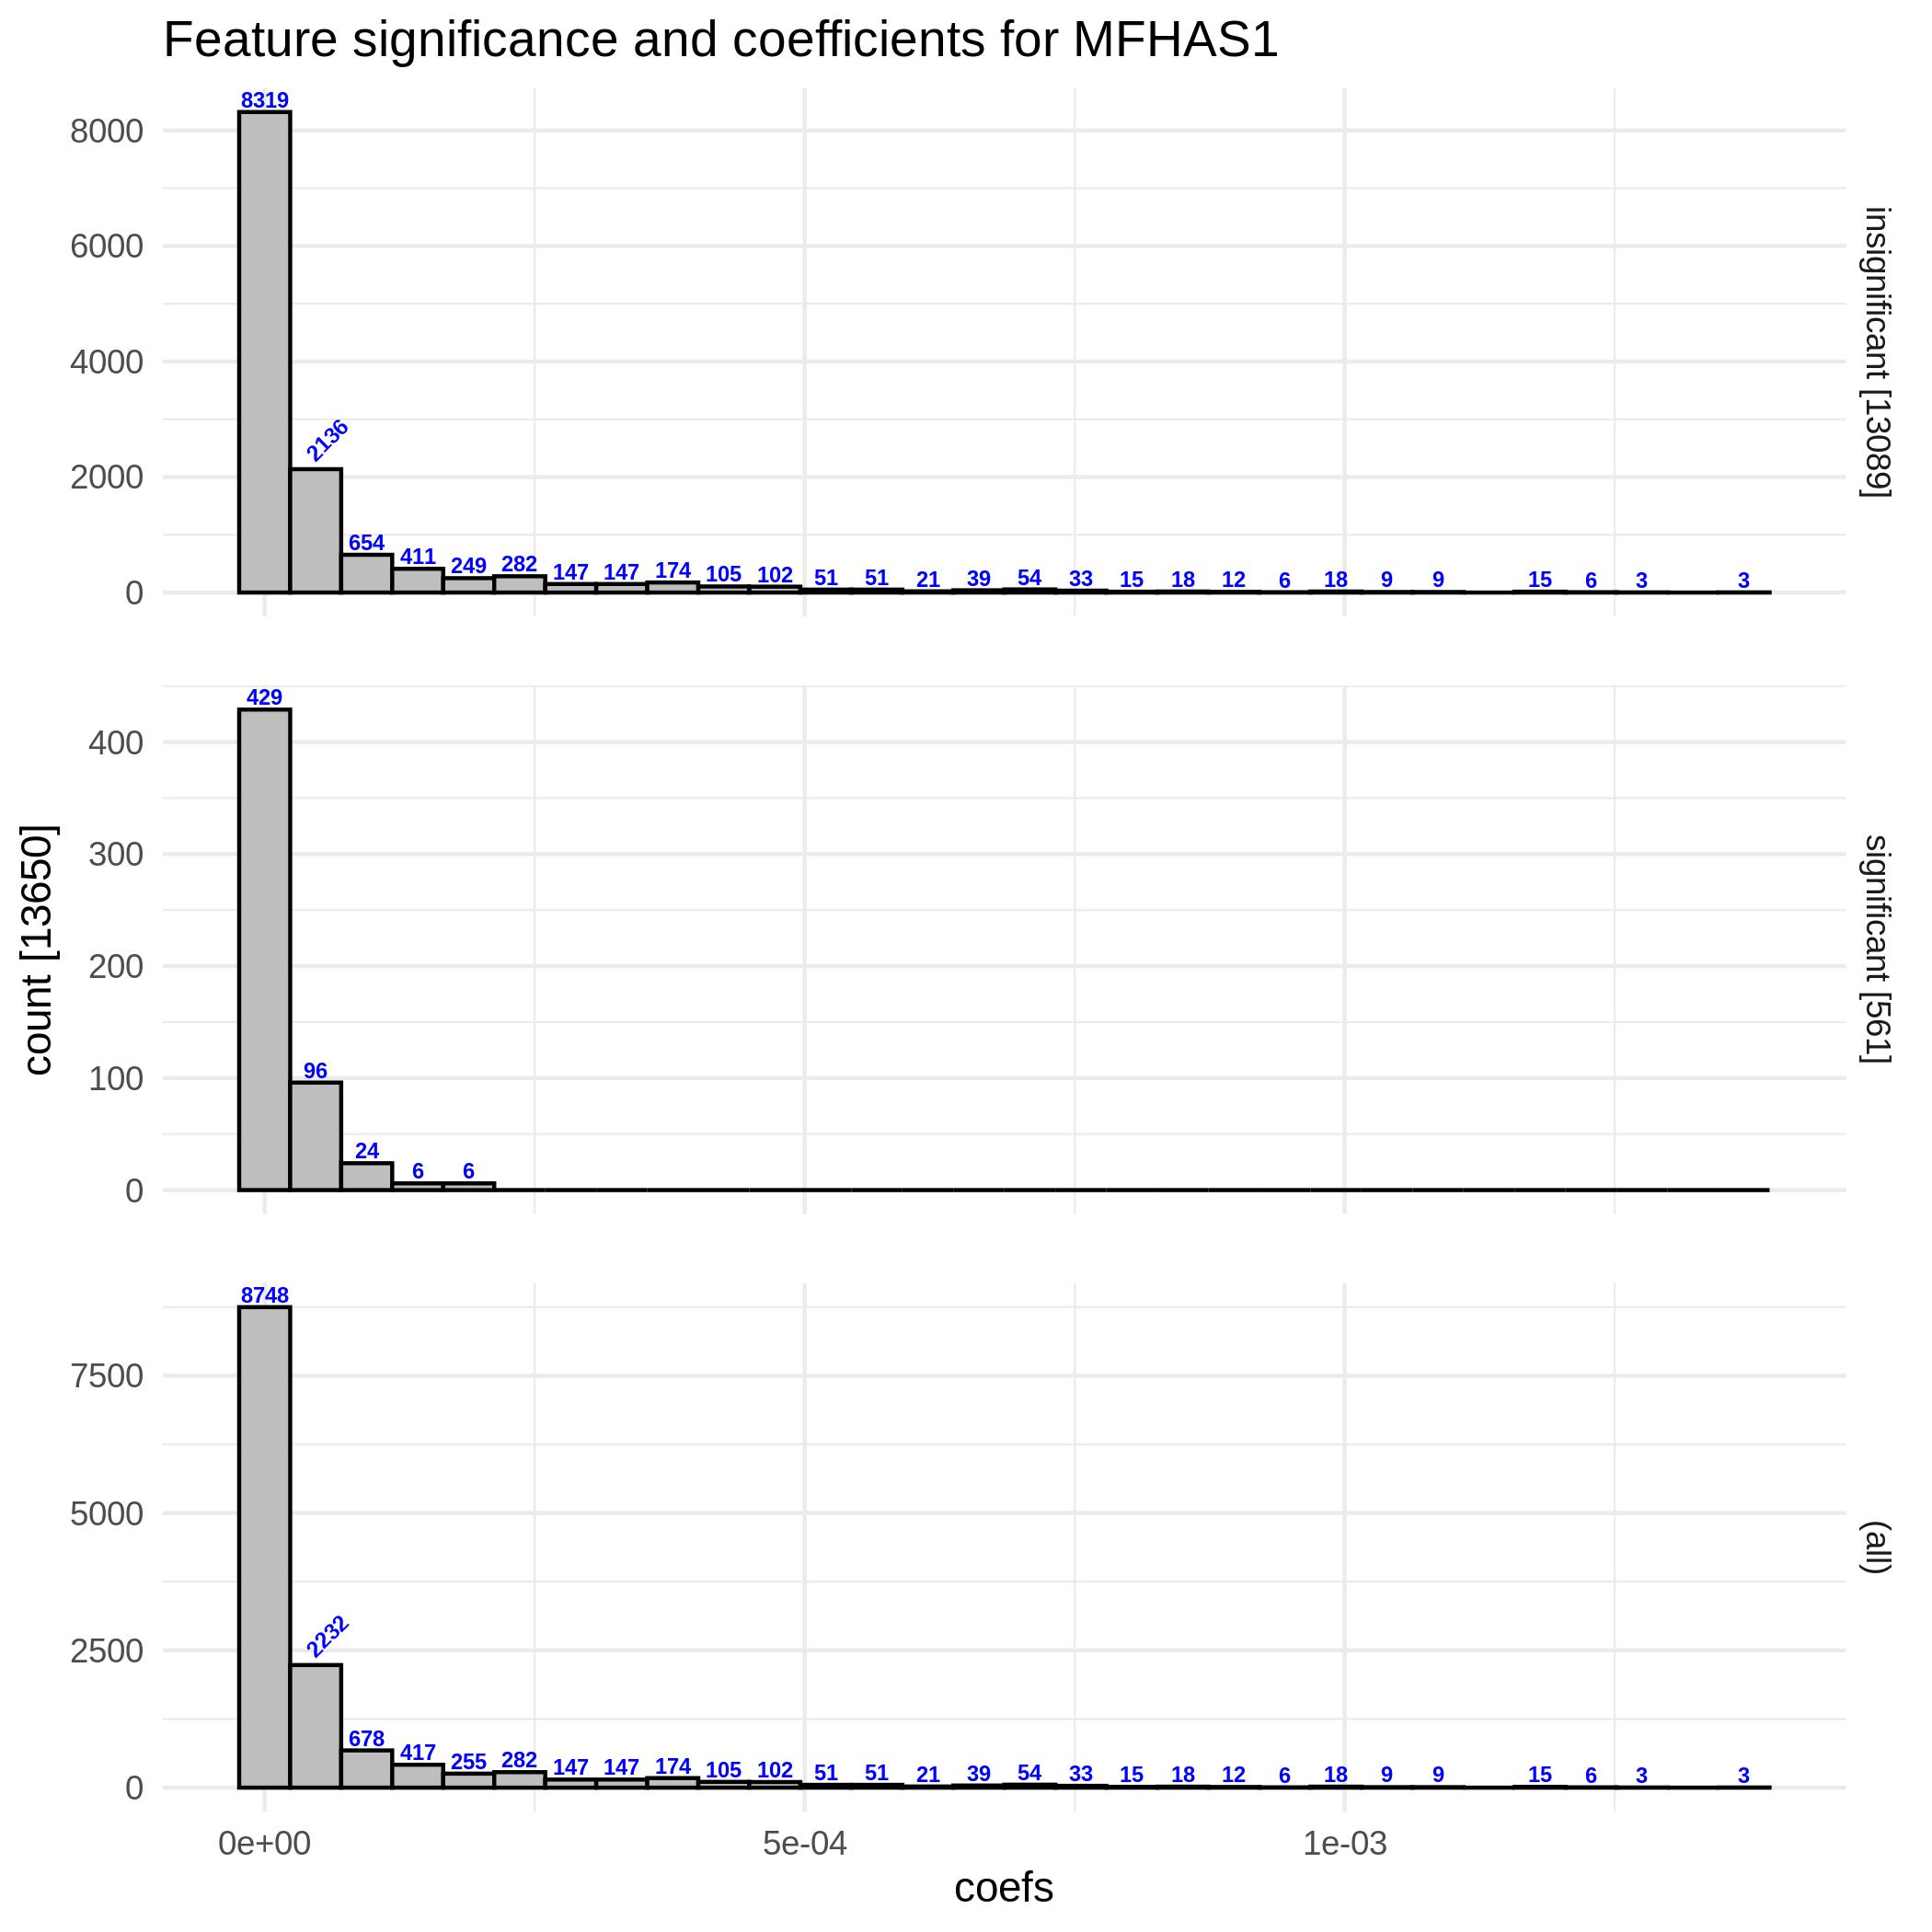 Feature significance and coefficients for MFHAS1
count [13650]
8319
8000
6000
4000
2136
2000
654 411 249 282 147 147 174 105 102 51 51 21 39 54 33 15 18 12 6 18 9 9 15 6 3 3
0
insignificant [13089]
429
400
300
200
100
96
24 6 6
0
significant [561]
8748
7500
5000
2500
2232
678 417 255 282 147 147 174 105 102 51 51 21 39 54 33 15 18 12 6 18 9 9 15 6 3 3
0
(all)
0e+00 5e-04 1e-03
coefs